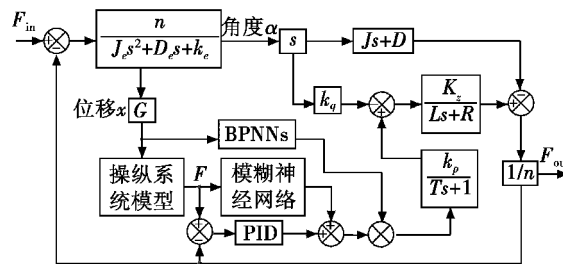 F_in
n
J_e s²+D_e s+k_e
角度α
s
Js+D
位移x
G
k_q
K_z
Ls+R
BPNNs
1/n
F_ou
操纵系
统模型
F
模糊神
经网络
k_p
Ts+1
PID